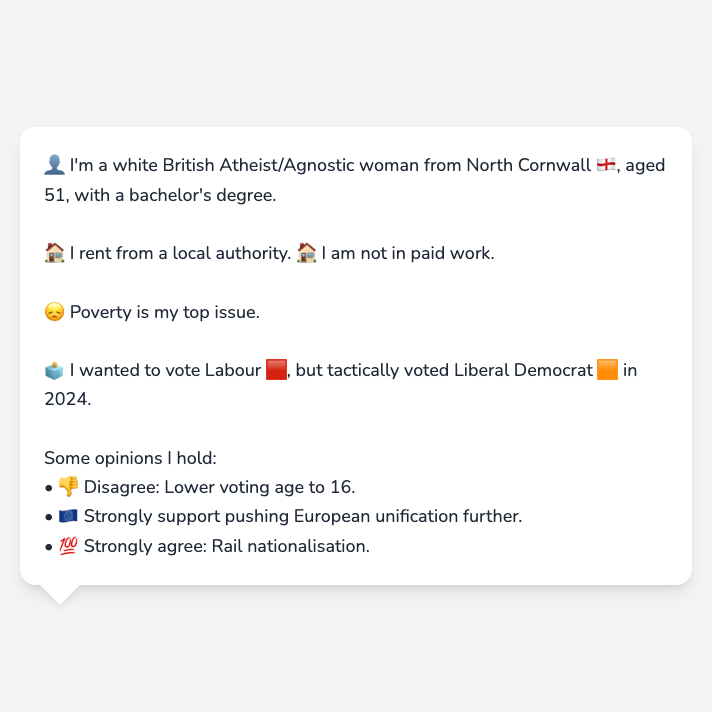 👤 I'm a white British Atheist/Agnostic woman from North Cornwall 🏴󠁧󠁢󠁥󠁮󠁧󠁿, aged
51, with a bachelor's degree.
🏠 I rent from a local authority. 🏠 I am not in paid work.
😞 Poverty is my top issue.
🗳️ I wanted to vote Labour 🟥, but tactically voted Liberal Democrat 🟧 in
2024.
Some opinions I hold:
• 👎 Disagree: Lower voting age to 16.
• 🇪🇺 Strongly support pushing European unification further.
• 💯 Strongly agree: Rail nationalisation.